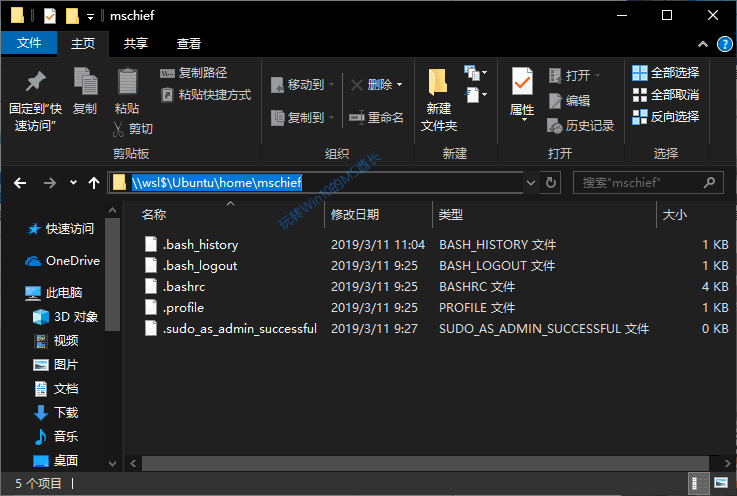 mschief
文件 主页 共享 查看
固定到"快速访问"
复制
粘贴
复制路径
粘贴快捷方式
剪切
剪贴板
移动到
复制到
删除
重命名
组织
新建文件夹
新建
属性
打开
编辑
历史记录
打开
全部选择
全部取消
反向选择
选择
\\wsl$\Ubuntu\home\mschief
搜索"mschief"
玩转Win10的MS酋长
快速访问
OneDrive
此电脑
3D 对象
视频
图片
文档
下载
音乐
桌面
名称 修改日期 类型 大小
.bash_history 2019/3/11 11:04 BASH_HISTORY 文件 1 KB
.bash_logout 2019/3/11 9:25 BASH_LOGOUT 文件 1 KB
.bashrc 2019/3/11 9:25 BASHRC 文件 4 KB
.profile 2019/3/11 9:25 PROFILE 文件 1 KB
.sudo_as_admin_successful 2019/3/11 9:27 SUDO_AS_ADMIN_SUCCESSFUL 文件 0 KB
5 个项目